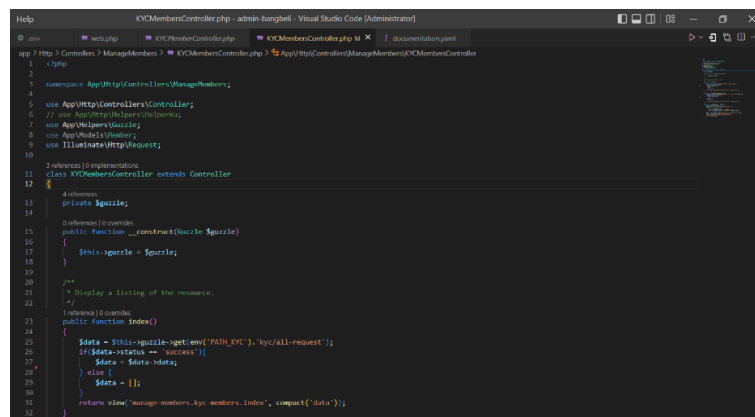 Help
KYCMembersController.php - admin-bangbeli - Visual Studio Code [Administrator]
.env
web.php
KYCMemberController.php
KYCMembersController.php M
documentation.yaml
app > Http > Controllers > ManageMembers > KYCMembersController.php > App\Http\Controllers\ManageMembers\KYCMembersController
1 <?php
2
3 namespace App\Http\Controllers\ManageMembers;
4
5 use App\Http\Controllers\Controller;
6 // use App\Http\Helpers\Helperku;
7 use App\Helpers\Guzzle;
8 use App\Models\Member;
9 use Illuminate\Http\Request;
10
3 references | 0 implementations
11 class KYCMembersController extends Controller
12 {
4 references
13 private $guzzle;
14
0 references | 0 overrides
15 public function __construct(Guzzle $guzzle)
16 {
17 $this->guzzle = $guzzle;
18 }
19
20 /**
21 * Display a listing of the resource.
22 */
1 reference | 0 overrides
23 public function index()
24 {
25 $data = $this->guzzle->get(env('PATH_KYC').'kyc/all-request');
26 if($data->status == 'success'){
27 $data = $data->data;
28 } else {
29 $data = [];
30 }
31 return view('manage-members.kyc-members.index', compact('data'));
32 }